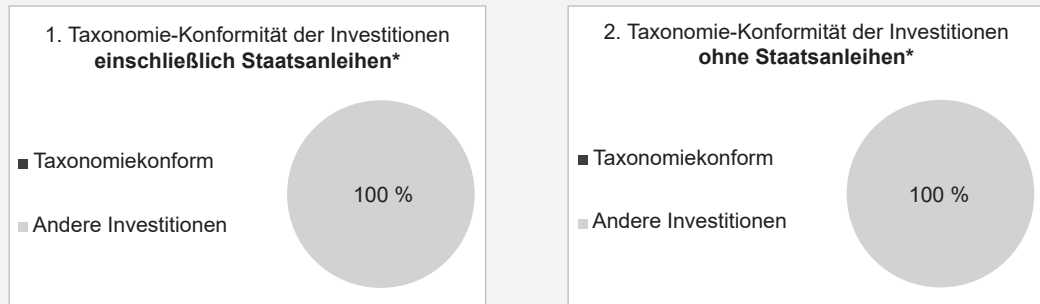 1. Taxonomie-Konformität der Investitionen
einschließlich Staatsanleihen*
Taxonomiekonform
Andere Investitionen
100 %
2. Taxonomie-Konformität der Investitionen
ohne Staatsanleihen*
Taxonomiekonform
Andere Investitionen
100 %